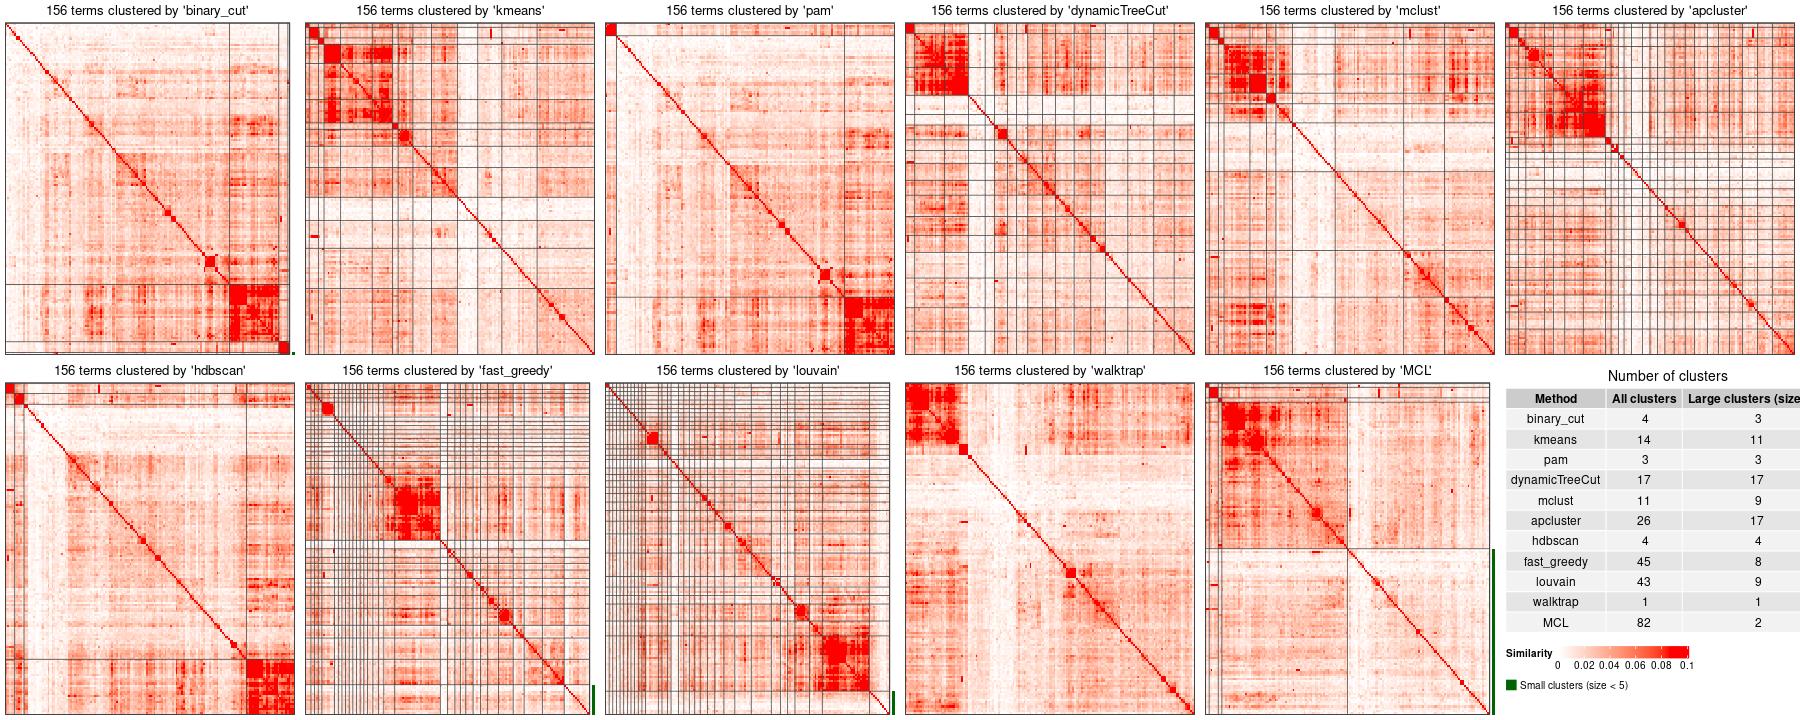 156 terms clustered by 'binary_cut'
156 terms clustered by 'kmeans'
156 terms clustered by 'pam'
156 terms clustered by 'dynamicTreeCut'
156 terms clustered by 'mclust'
156 terms clustered by 'apcluster'
156 terms clustered by 'hdbscan'
156 terms clustered by 'fast_greedy'
156 terms clustered by 'louvain'
156 terms clustered by 'walktrap'
156 terms clustered by 'MCL'
Number of clusters
Method All clusters Large clusters (size
binary_cut 4 3
kmeans 14 11
pam 3 3
dynamicTreeCut 17 17
mclust 11 9
apcluster 26 17
hdbscan 4 4
fast_greedy 45 8
louvain 43 9
walktrap 1 1
MCL 82 2
Similarity
0 0.02 0.04 0.06 0.08 0.1
Small clusters (size < 5)